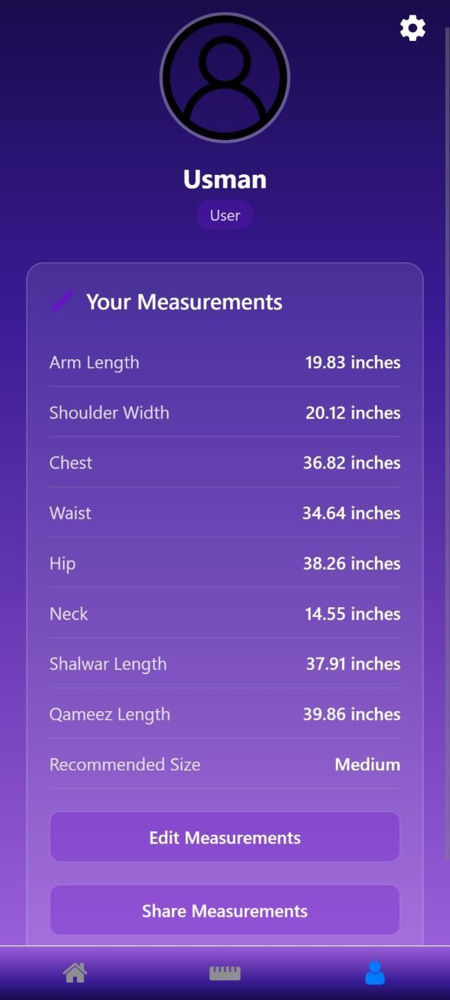 Usman
User
Your Measurements
Arm Length 19.83 inches
Shoulder Width 20.12 inches
Chest 36.82 inches
Waist 34.64 inches
Hip 38.26 inches
Neck 14.55 inches
Shalwar Length 37.91 inches
Qameez Length 39.86 inches
Recommended Size Medium
Edit Measurements
Share Measurements